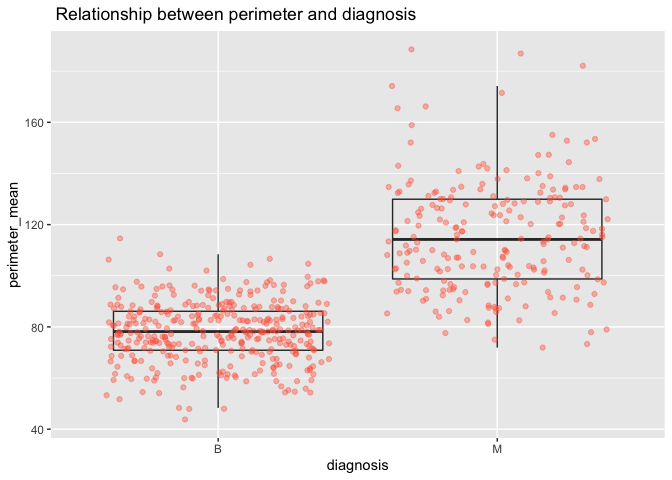 Relationship between perimeter and diagnosis
perimeter_mean
160
120
80
40
B
M
diagnosis